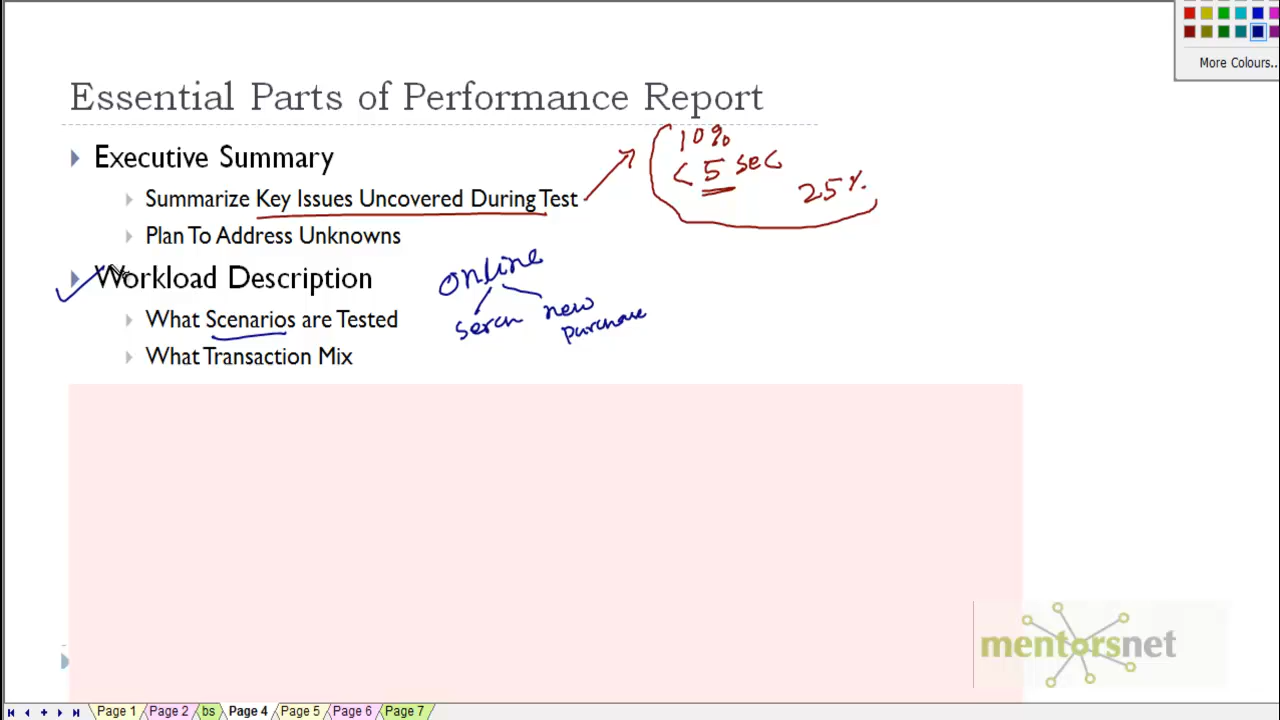 More Colours..
Essential Parts of Performance Report
Executive Summary
10%
< 5 sec
25%
Summarize Key Issues Uncovered During Test
Plan To Address Unknowns
Workload Description
online
What Scenarios are Tested
serch
new
purchase
What Transaction Mix
mentorsnet
Page 1 Page 2 bs Page 4 Page 5 Page 6 Page 7